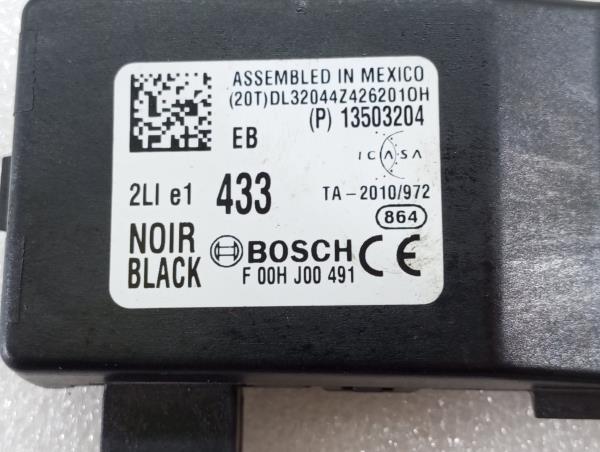 ASSEMBLED IN MEXICO
(20T)DL32044Z4262010H
(P) 13503204
EB
ICASA
2LI e1 433
TA-2010/972
864
NOIR
BLACK
BOSCH CE
F 00H J00 491